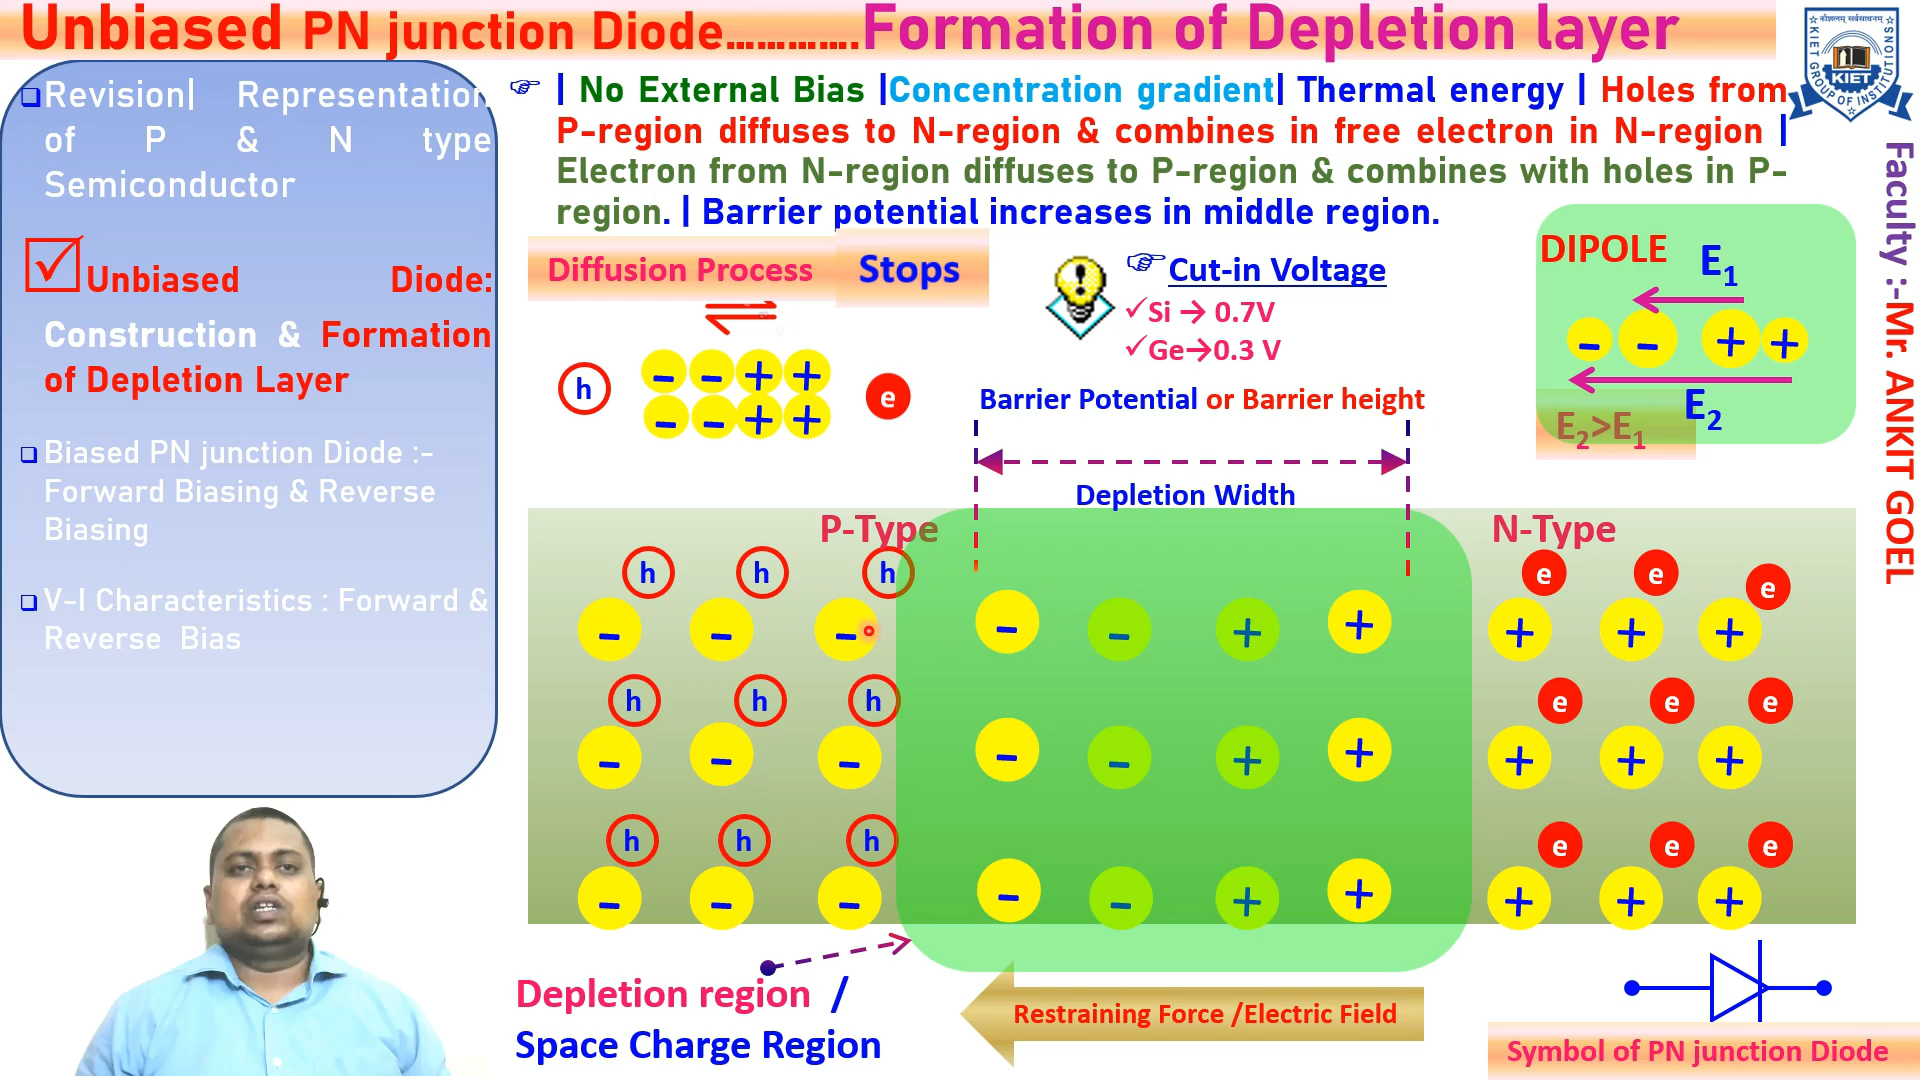 Unbiased PN junction Diode………….Formation of Depletion layer
Revision| Representation
of P & N type
Semiconductor
Unbiased Diode:
Construction & Formation
of Depletion Layer
Biased PN junction Diode :-
Forward Biasing & Reverse
Biasing
V-I Characteristics : Forward &
Reverse Bias
| No External Bias |Concentration gradient| Thermal energy | Holes from
P-region diffuses to N-region & combines in free electron in N-region |
Electron from N-region diffuses to P-region & combines with holes in P-
region. | Barrier potential increases in middle region.
Diffusion Process Stops
Cut-in Voltage
✓Si → 0.7V
✓Ge→0.3 V
h
− − + +
− − + +
e
DIPOLE
E1
− − + +
E2
E2>E1
Barrier Potential or Barrier height
Depletion Width
P-Type
N-Type
h h h e e e
− − − − − + + + + +
h h h e e e
− − − − − + + + + +
h h h e e e
− − − − − + + + + +
Depletion region /
Space Charge Region
Restraining Force /Electric Field
Symbol of PN junction Diode
Faculty :-Mr. ANKIT GOEL
कौशलम् सर्वसाधनम्
KIET
KIET GROUP OF INSTITUTIONS